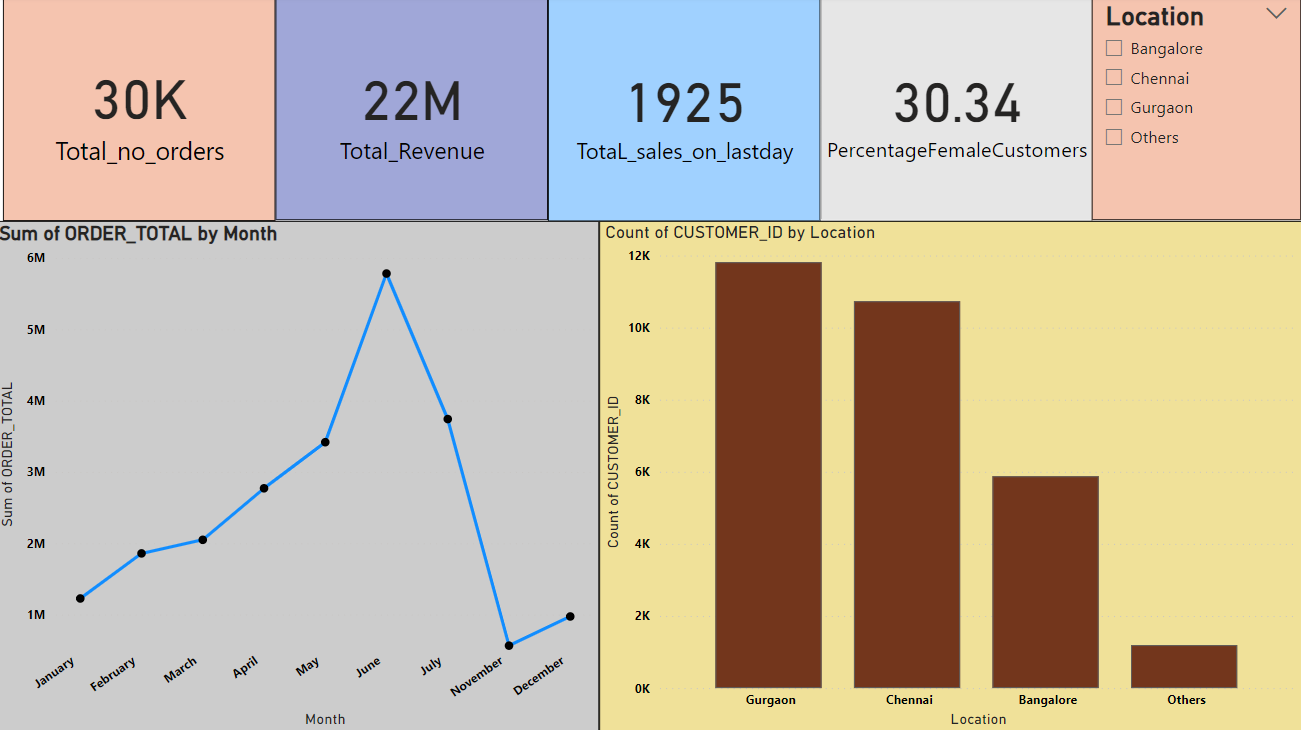 30K
Total_no_orders
22M
Total_Revenue
1925
TotaL_sales_on_lastday
30.34
PercentageFemaleCustomers
Location
Bangalore
Chennai
Gurgaon
Others
Sum of ORDER_TOTAL by Month
Sum of ORDER_TOTAL
6M
5M
4M
3M
2M
1M
January
February
March
April
May
June
July
November
December
Month
Count of CUSTOMER_ID by Location
Count of CUSTOMER_ID
12K
10K
8K
6K
4K
2K
0K
Gurgaon
Chennai
Bangalore
Others
Location